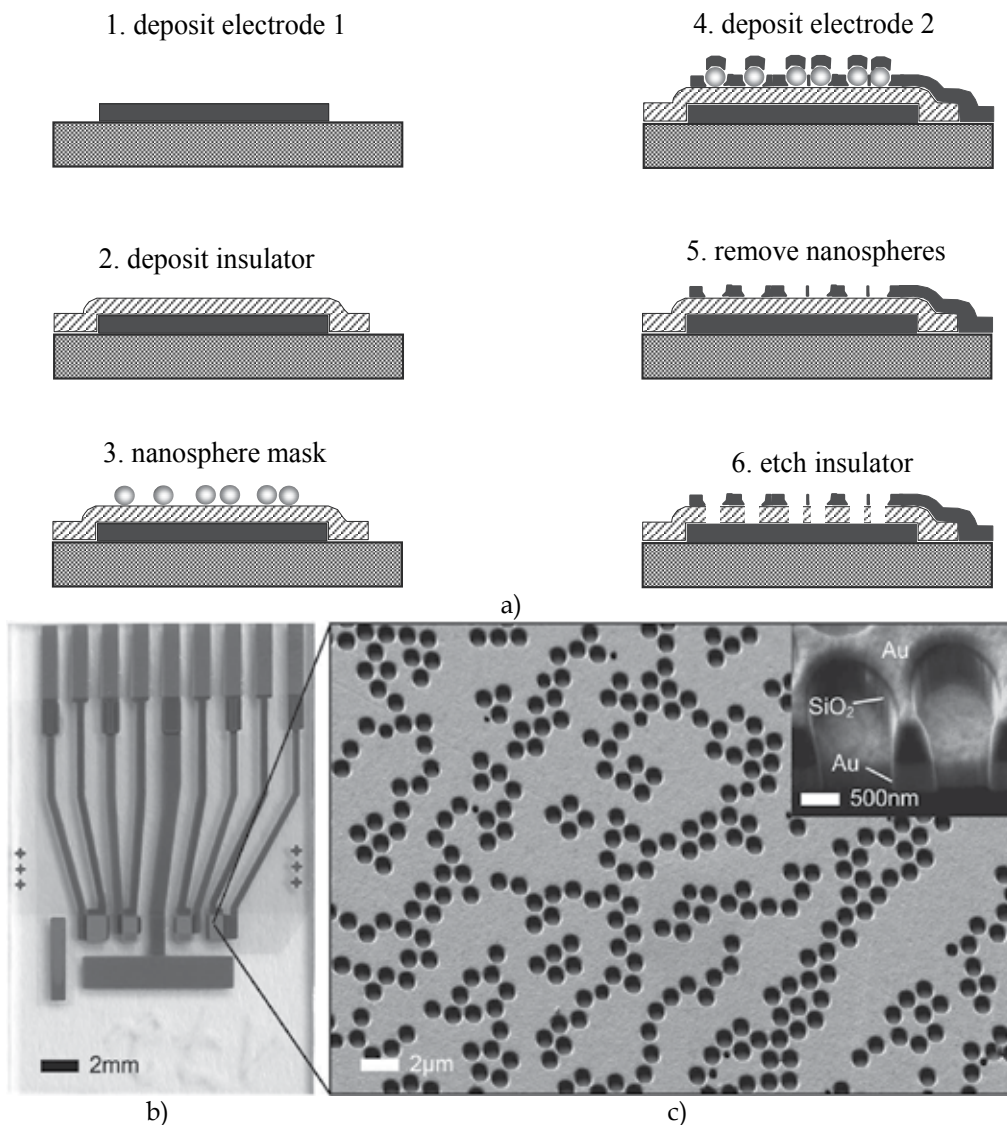 1. deposit electrode 1
4. deposit electrode 2
2. deposit insulator
5. remove nanospheres
3. nanosphere mask
6. etch insulator
a)
Au
SiO₂
Au
500nm
2mm
2µm
b)
c)